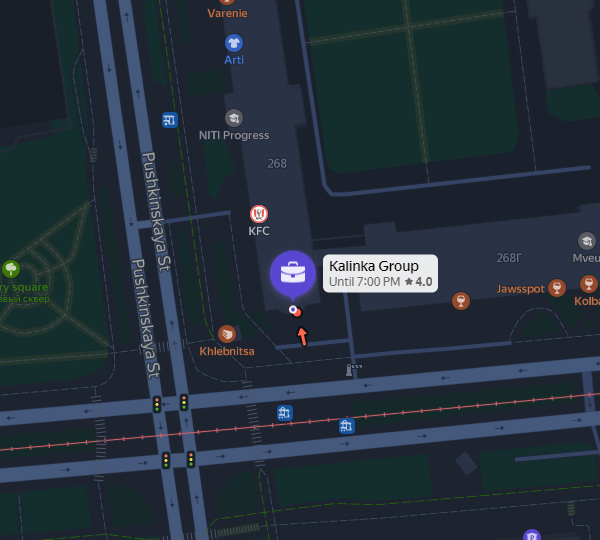 Varenie
Arti
NITI Progress
268
Pushkinskaya St
KFC
Kalinka Group
Until 7:00 PM ★ 4.0
268Г
Mveu
Jawsspot
Kolba
ry square
евый сквер
Pushkinskaya St
Khlebnitsa